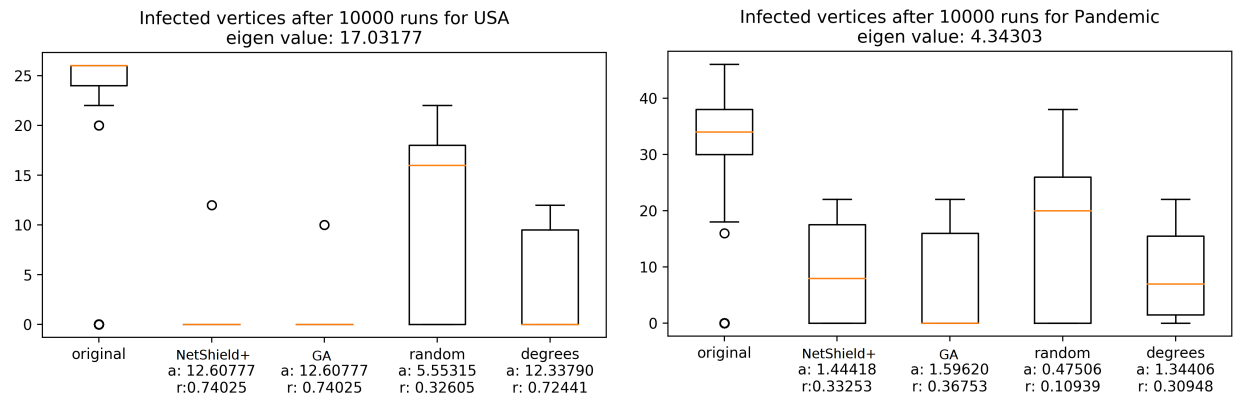 Infected vertices after 10000 runs for USA
eigen value: 17.03177
25
20
15
10
5
0
original NetShield+ GA random degrees
a: 12.60777 a: 12.60777 a: 5.55315 a: 12.33790
r:0.74025 r: 0.74025 r: 0.32605 r: 0.72441
Infected vertices after 10000 runs for Pandemic
eigen value: 4.34303
40
30
20
10
0
original NetShield+ GA random degrees
a: 1.44418 a: 1.59620 a: 0.47506 a: 1.34406
r:0.33253 r: 0.36753 r: 0.10939 r: 0.30948